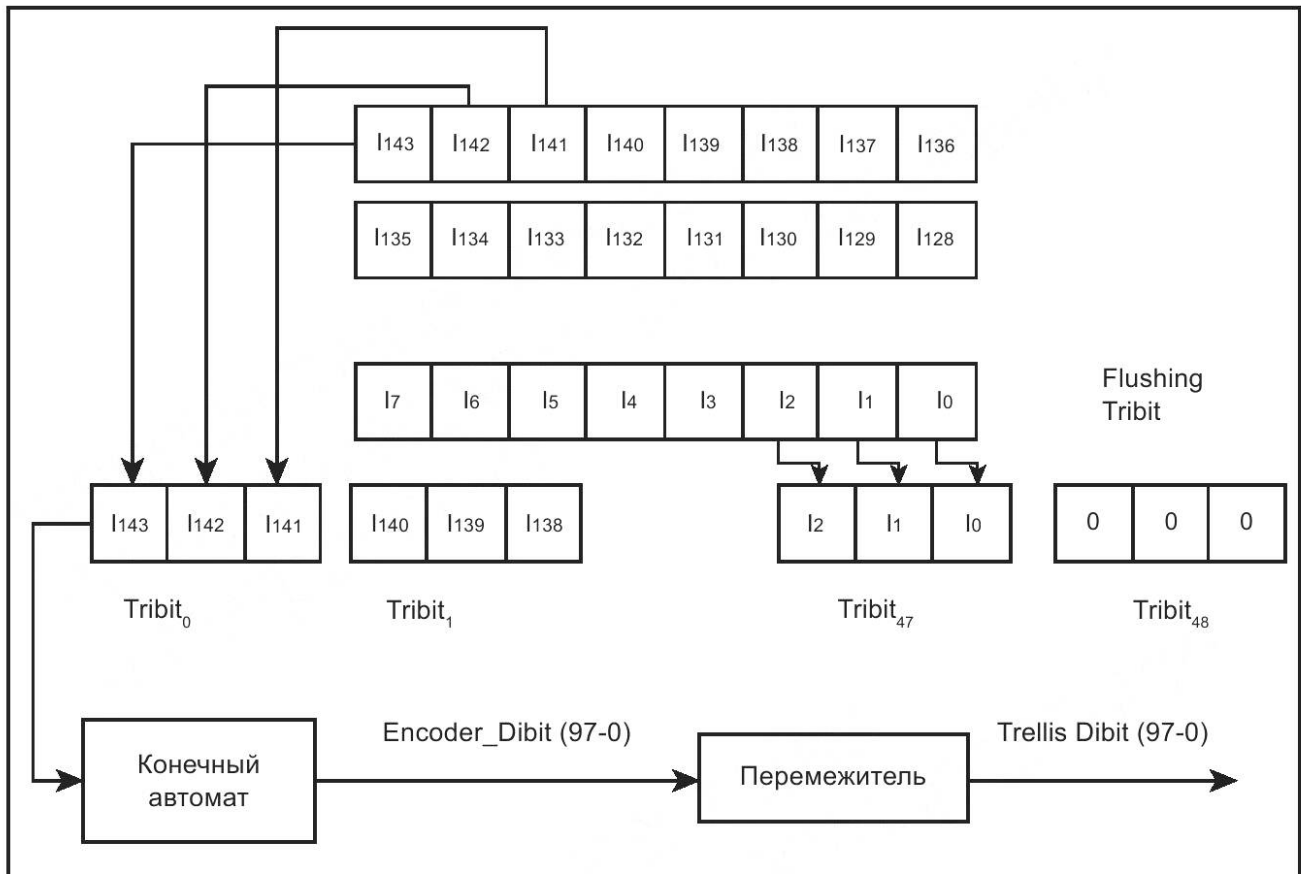 I143 I142 I141 I140 I139 I138 I137 I136
I135 I134 I133 I132 I131 I130 I129 I128
I7 I6 I5 I4 I3 I2 I1 I0
Flushing
Tribit
I143 I142 I141 I140 I139 I138 I2 I1 I0 0 0 0
Tribit0 Tribit1 Tribit47 Tribit48
Encoder_Dibit (97-0)
Trellis Dibit (97-0)
Конечный
автомат
Перемежитель